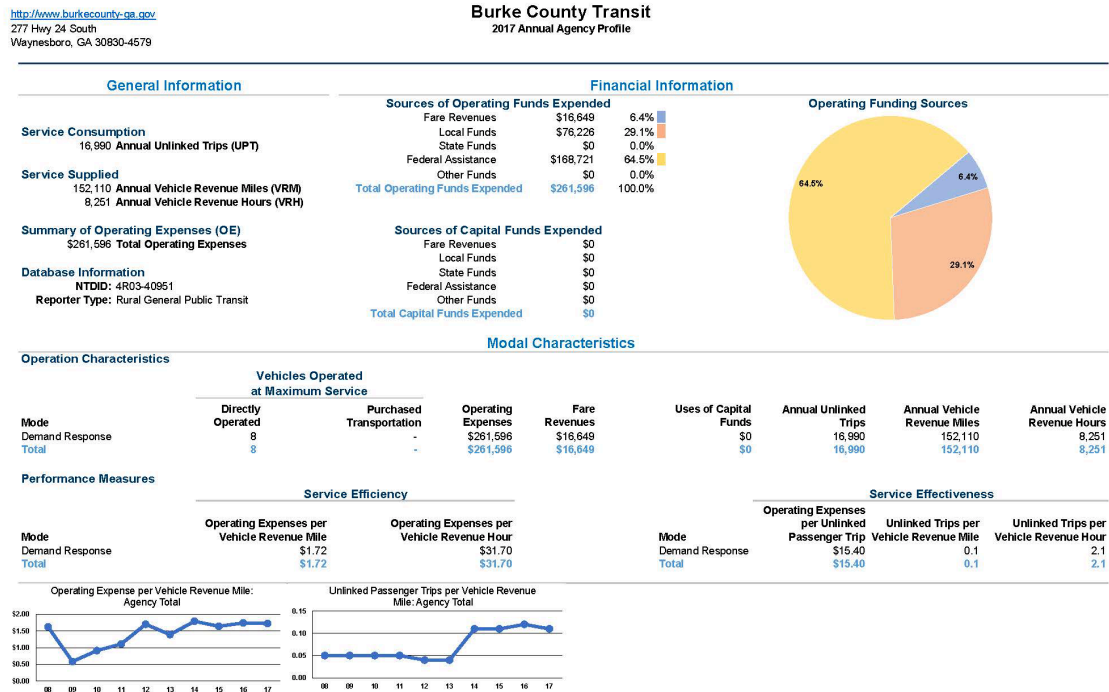 http://www.burkecounty-ga.gov
277 Hwy 24 South
Waynesboro, GA 30830-4579
Burke County Transit
2017 Annual Agency Profile
General Information
Financial Information
Service Consumption
16,990 Annual Unlinked Trips (UPT)
Service Supplied
152,110 Annual Vehicle Revenue Miles (VRM)
8,251 Annual Vehicle Revenue Hours (VRH)
Summary of Operating Expenses (OE)
$261,596 Total Operating Expenses
Database Information
NTDID: 4R03-40951
Reporter Type: Rural General Public Transit
Sources of Operating Funds Expended
Fare Revenues $16,649 6.4%
Local Funds $76,226 29.1%
State Funds $0 0.0%
Federal Assistance $168,721 64.5%
Other Funds $0 0.0%
Total Operating Funds Expended $261,596 100.0%
Sources of Capital Funds Expended
Fare Revenues $0
Local Funds $0
State Funds $0
Federal Assistance $0
Other Funds $0
Total Capital Funds Expended $0
Operating Funding Sources
64.5%
6.4%
29.1%
Modal Characteristics
Operation Characteristics
Vehicles Operated
at Maximum Service
Directly Purchased Operating Fare Uses of Capital Annual Unlinked Annual Vehicle Annual Vehicle
Mode Operated Transportation Expenses Revenues Funds Trips Revenue Miles Revenue Hours
Demand Response 8 - $261,596 $16,649 $0 16,990 152,110 8,251
Total 8 - $261,596 $16,649 $0 16,990 152,110 8,251
Performance Measures
Service Efficiency
Operating Expenses per Operating Expenses per
Mode Vehicle Revenue Mile Vehicle Revenue Hour
Demand Response $1.72 $31.70
Total $1.72 $31.70
Service Effectiveness
Operating Expenses
per Unlinked Unlinked Trips per Unlinked Trips per
Mode Passenger Trip Vehicle Revenue Mile Vehicle Revenue Hour
Demand Response $15.40 0.1 2.1
Total $15.40 0.1 2.1
Operating Expense per Vehicle Revenue Mile:
Agency Total
$2.00
$1.50
$1.00
$0.50
$0.00
08 09 10 11 12 13 14 15 16 17
Unlinked Passenger Trips per Vehicle Revenue
Mile: Agency Total
0.15
0.10
0.05
0.00
08 09 10 11 12 13 14 15 16 17